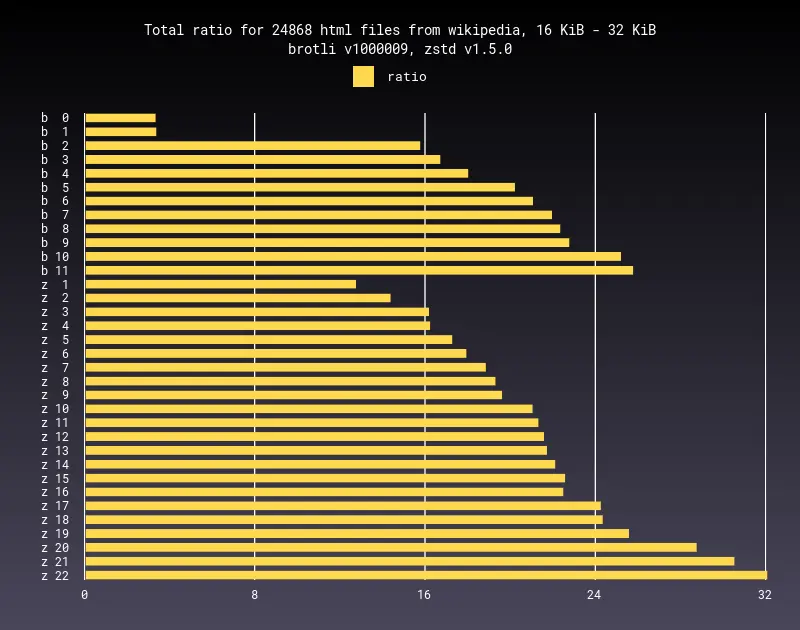 Total ratio for 24868 html files from wikipedia, 16 KiB - 32 KiB
brotli v1000009, zstd v1.5.0
ratio
b 0
b 1
b 2
b 3
b 4
b 5
b 6
b 7
b 8
b 9
b 10
b 11
z 1
z 2
z 3
z 4
z 5
z 6
z 7
z 8
z 9
z 10
z 11
z 12
z 13
z 14
z 15
z 16
z 17
z 18
z 19
z 20
z 21
z 22
0 8 16 24 32